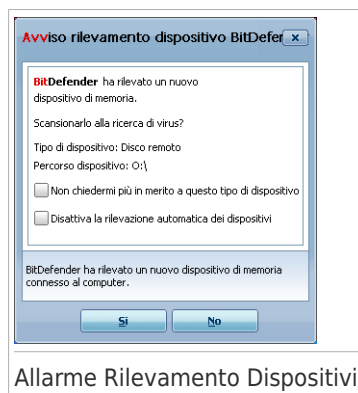 Avviso rilevamento dispositivo BitDefer
BitDefender ha rilevato un nuovo
dispositivo di memoria.
Scansionarlo alla ricerca di virus?
Tipo di dispositivo: Disco remoto
Percorso dispositivo: O:\
Non chiedermi più in merito a questo tipo di dispositivo
Disattiva la rilevazione automatica dei dispositivi
BitDefender ha rilevato un nuovo dispositivo di memoria
connesso al computer.
Si No
Allarme Rilevamento Dispositivi